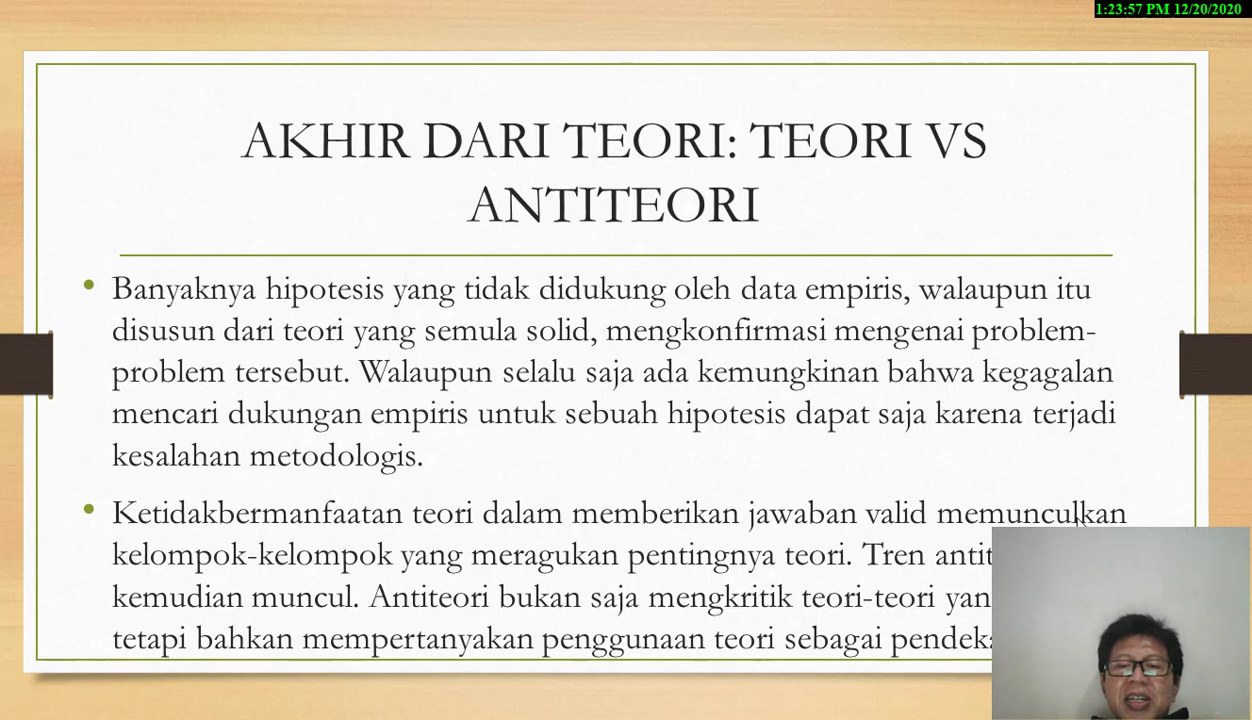 1:23:57 PM 12/20/2020
AKHIR DARI TEORI: TEORI VS
ANTITEORI
• Banyaknya hipotesis yang tidak didukung oleh data empiris, walaupun itu
disusun dari teori yang semula solid, mengkonfirmasi mengenai problem-
problem tersebut. Walaupun selalu saja ada kemungkinan bahwa kegagalan
mencari dukungan empiris untuk sebuah hipotesis dapat saja karena terjadi
kesalahan metodologis.
• Ketidakbermanfaatan teori dalam memberikan jawaban valid memunculkan
kelompok-kelompok yang meragukan pentingnya teori. Tren
kemudian muncul. Antiteori bukan saja mengkritik teori-teori
tetapi bahkan mempertanyakan penggunaan teori sebagai